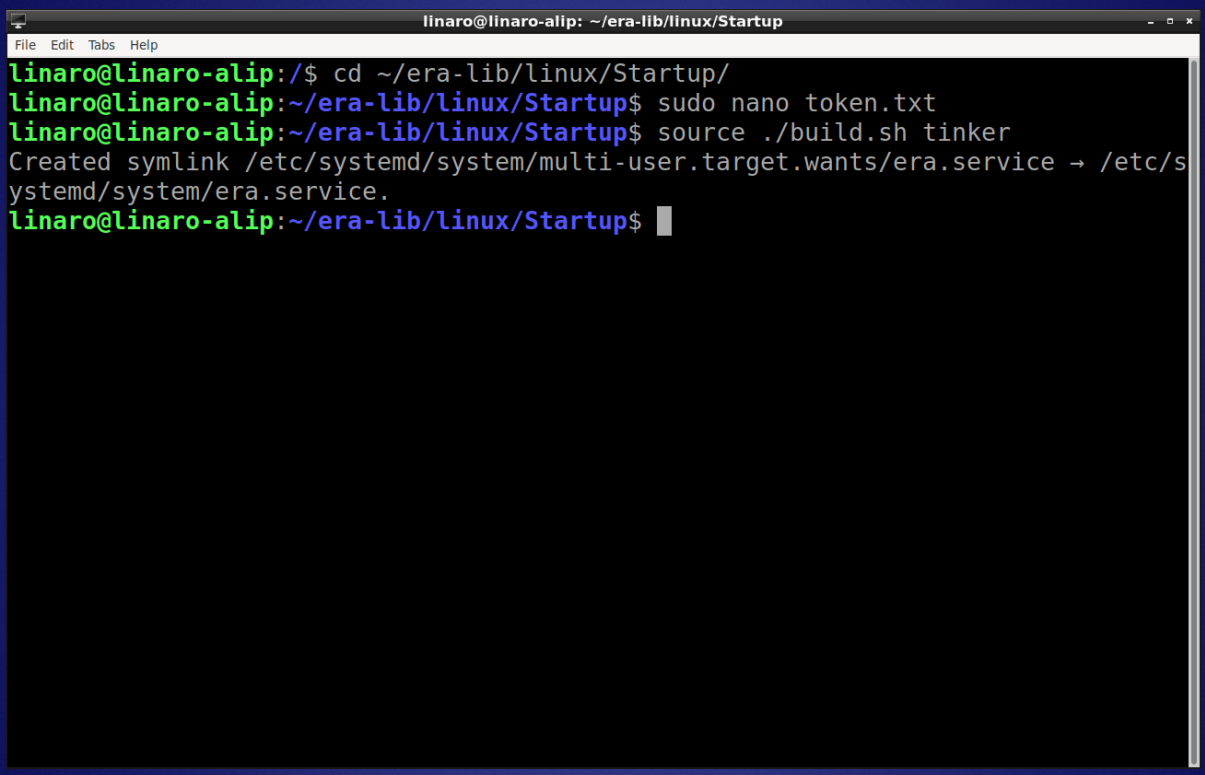 linaro@linaro-alip: ~/era-lib/linux/Startup
File Edit Tabs Help
linaro@linaro-alip:/$ cd ~/era-lib/linux/Startup/
linaro@linaro-alip:~/era-lib/linux/Startup$ sudo nano token.txt
linaro@linaro-alip:~/era-lib/linux/Startup$ source ./build.sh tinker
Created symlink /etc/systemd/system/multi-user.target.wants/era.service → /etc/s
ystemd/system/era.service.
linaro@linaro-alip:~/era-lib/linux/Startup$